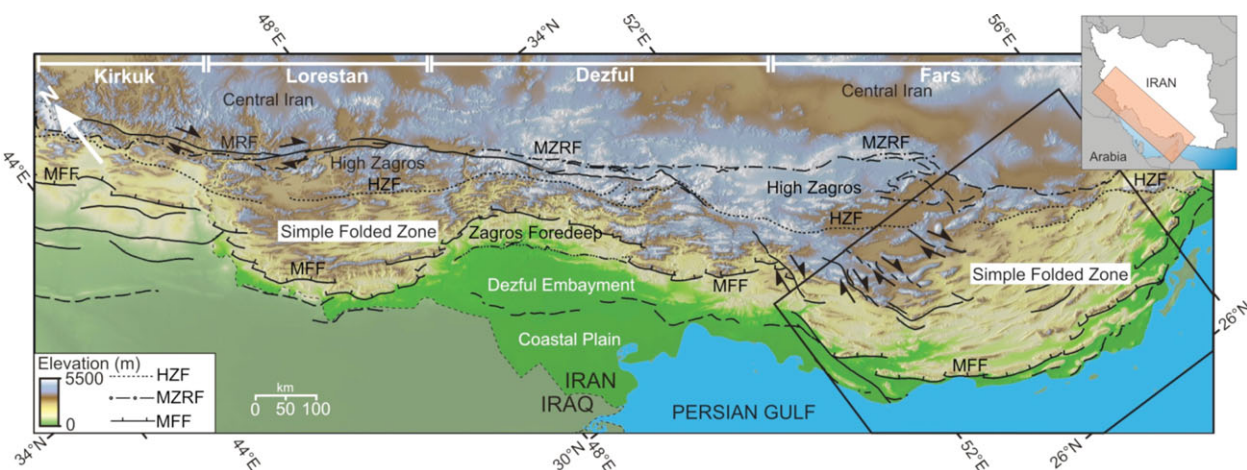 48°E
34°N
52°E
56°E
Kirkuk
Lorestan
Dezful
Fars
IRAN
Arabia
N
Central Iran
Central Iran
MRF
MZRF
MZRF
High Zagros
High Zagros
44°E
MFF
HZF
HZF
HZF
Simple Folded Zone
Zagros Foredeep
Simple Folded Zone
MFF
Dezful Embayment
MFF
26°N
Coastal Plain
MFF
Elevation (m)
5500
0
HZF
MZRF
MFF
km
0 50 100
IRAN
IRAQ
PERSIAN GULF
34°N
44°E
30°N
48°E
52°E
26°N